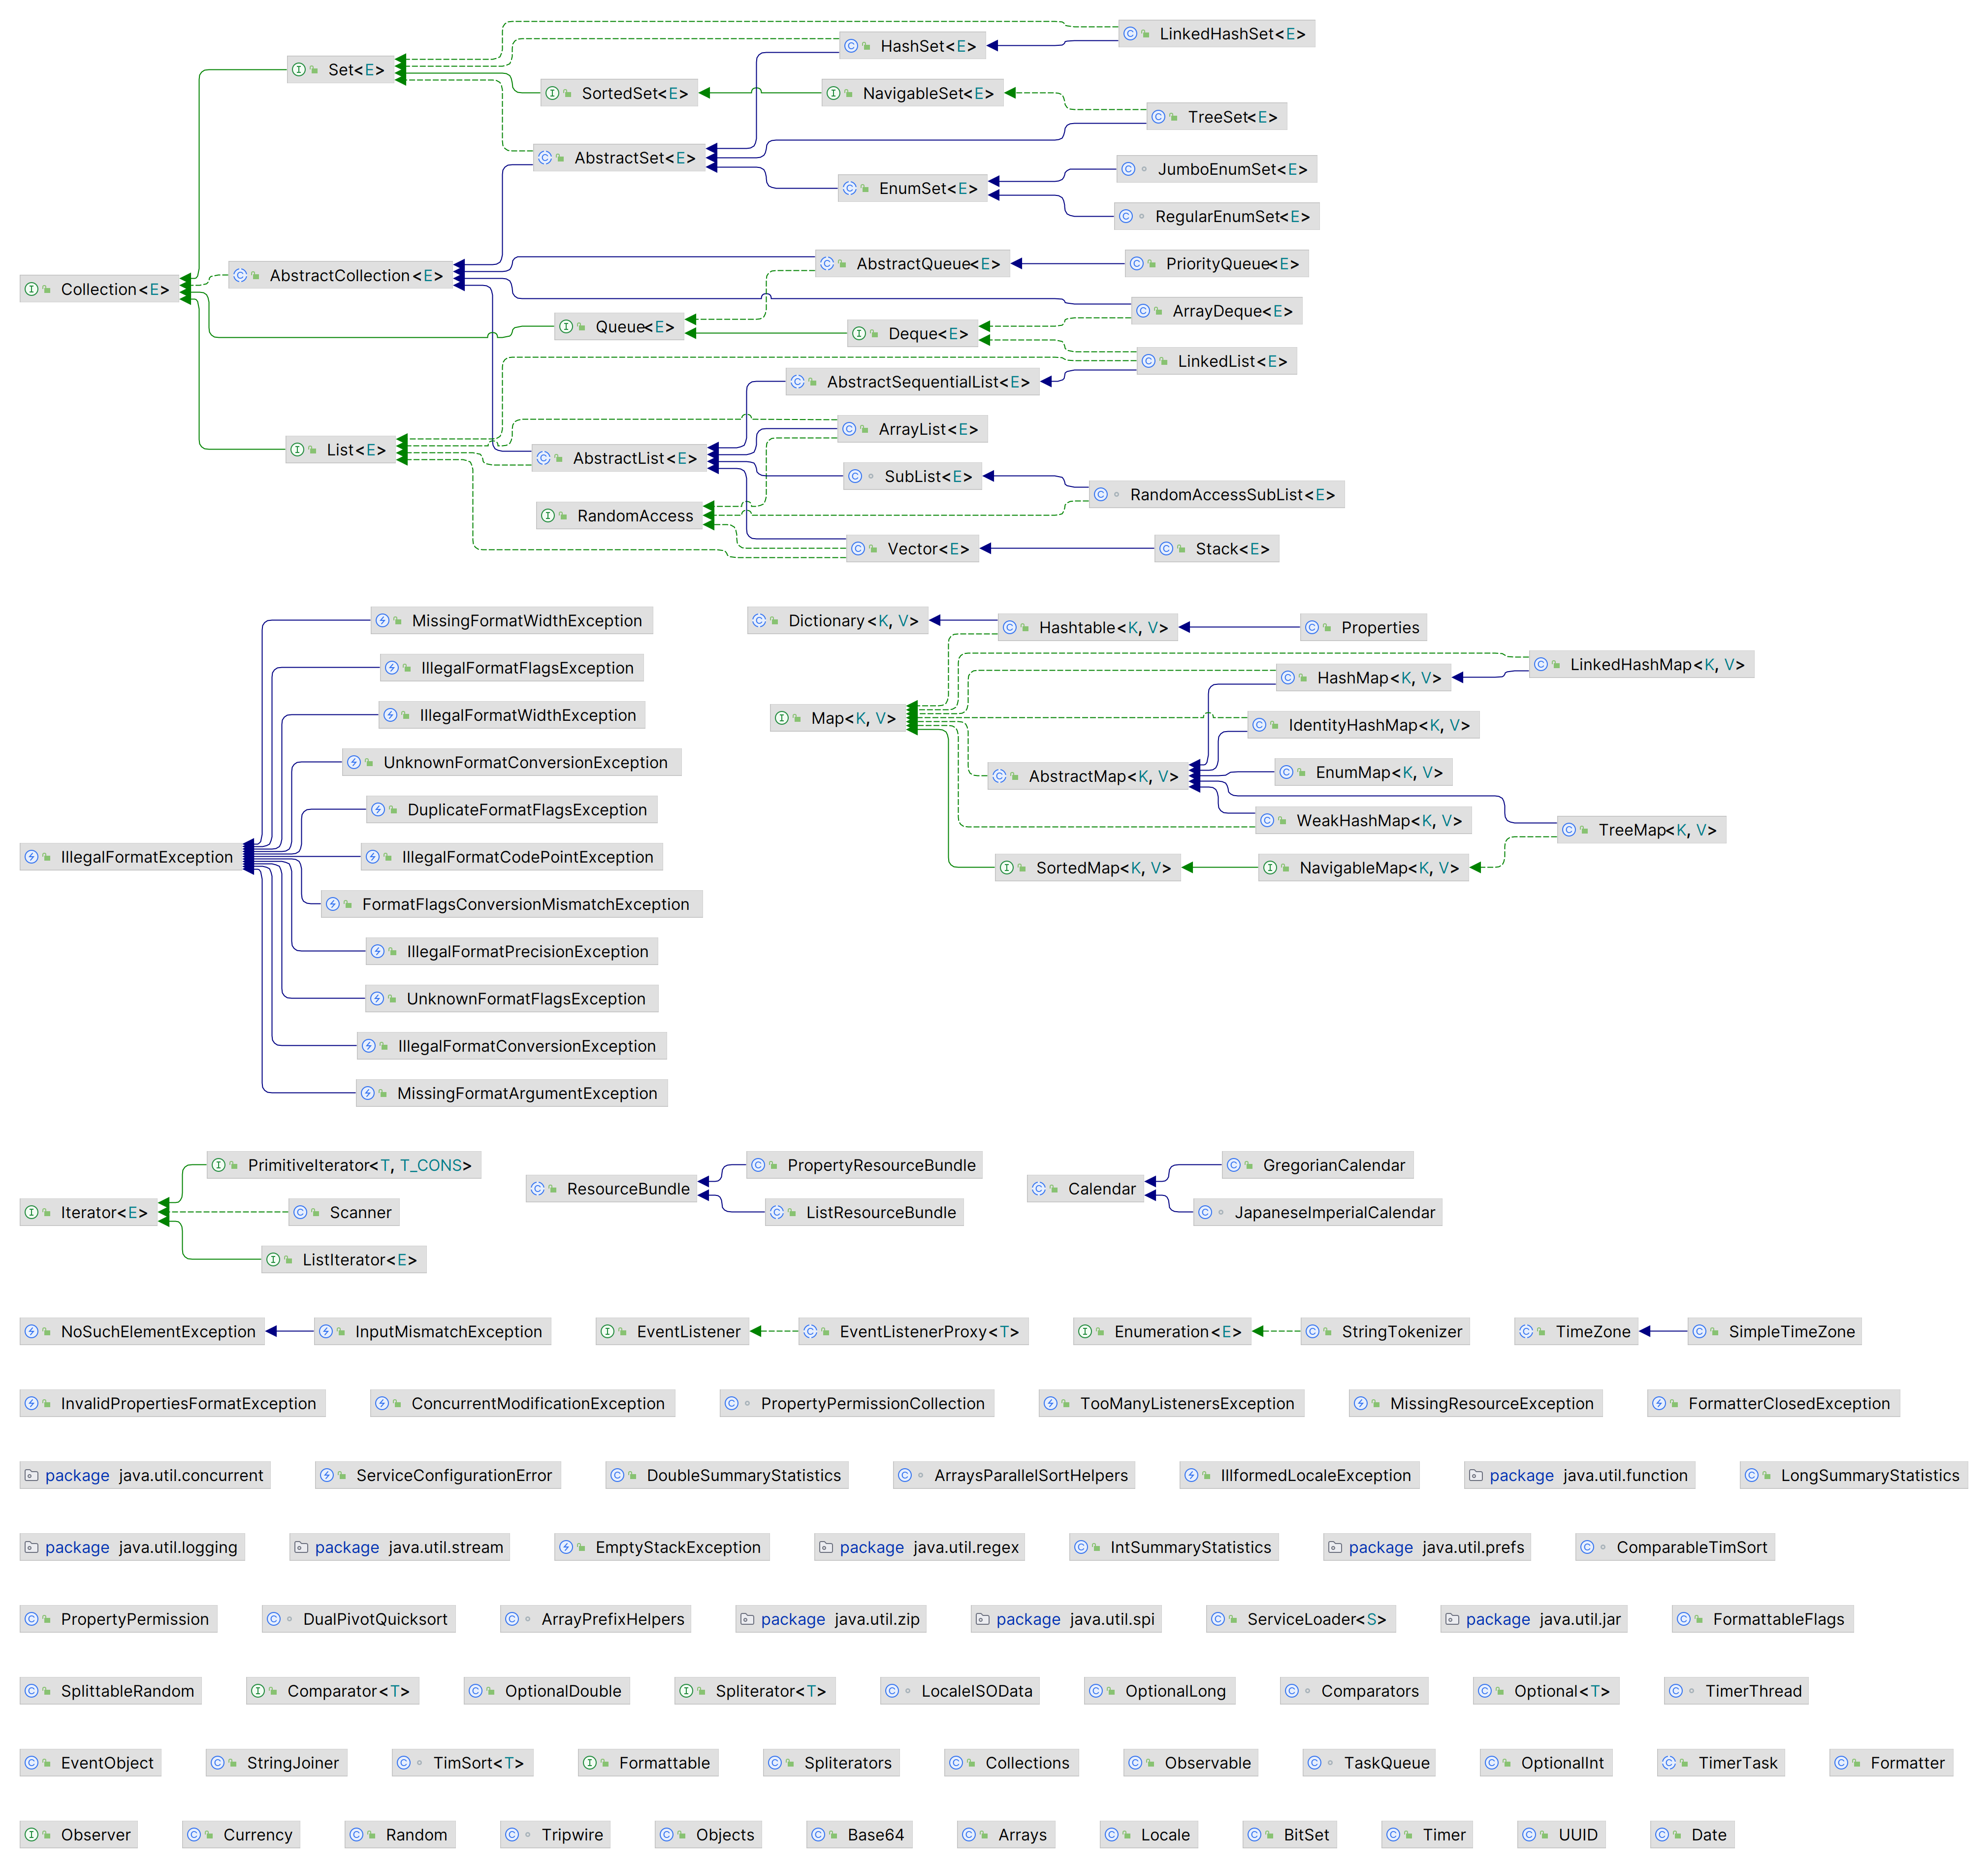 LinkedHashSet<E>
HashSet<E>
Set<E>
SortedSet<E>
NavigableSet<E>
TreeSet<E>
AbstractSet<E>
JumboEnumSet<E>
EnumSet<E>
RegularEnumSet<E>
AbstractQueue<E>
PriorityQueue<E>
AbstractCollection<E>
Collection<E>
ArrayDeque<E>
Queue<E>
Deque<E>
LinkedList<E>
AbstractSequentialList<E>
ArrayList<E>
List<E>
AbstractList<E>
SubList<E>
RandomAccessSubList<E>
RandomAccess
Vector<E>
Stack<E>
MissingFormatWidthException
IllegalFormatFlagsException
IllegalFormatWidthException
UnknownFormatConversionException
DuplicateFormatFlagsException
IllegalFormatException
IllegalFormatCodePointException
FormatFlagsConversionMismatchException
IllegalFormatPrecisionException
UnknownFormatFlagsException
IllegalFormatConversionException
MissingFormatArgumentException
Dictionary<K, V>
Hashtable<K, V>
Properties
LinkedHashMap<K, V>
HashMap<K, V>
Map<K, V>
IdentityHashMap<K, V>
AbstractMap<K, V>
EnumMap<K, V>
WeakHashMap<K, V>
TreeMap<K, V>
SortedMap<K, V>
NavigableMap<K, V>
PrimitiveIterator<T, T_CONS>
Iterator<E>
Scanner
ListIterator<E>
PropertyResourceBundle
ResourceBundle
ListResourceBundle
GregorianCalendar
Calendar
JapaneseImperialCalendar
NoSuchElementException
InputMismatchException
EventListener
EventListenerProxy<T>
Enumeration<E>
StringTokenizer
TimeZone
SimpleTimeZone
InvalidPropertiesFormatException
ConcurrentModificationException
PropertyPermissionCollection
TooManyListenersException
MissingResourceException
FormatterClosedException
package java.util.concurrent
ServiceConfigurationError
DoubleSummaryStatistics
ArraysParallelSortHelpers
IllformedLocaleException
package java.util.function
LongSummaryStatistics
package java.util.logging
package java.util.stream
EmptyStackException
package java.util.regex
IntSummaryStatistics
package java.util.prefs
ComparableTimSort
PropertyPermission
DualPivotQuicksort
ArrayPrefixHelpers
package java.util.zip
package java.util.spi
ServiceLoader<S>
package java.util.jar
FormattableFlags
SplittableRandom
Comparator<T>
OptionalDouble
Spliterator<T>
LocaleISOData
OptionalLong
Comparators
Optional<T>
TimerThread
EventObject
StringJoiner
TimSort<T>
Formattable
Spliterators
Collections
Observable
TaskQueue
OptionalInt
TimerTask
Formatter
Observer
Currency
Random
Tripwire
Objects
Base64
Arrays
Locale
BitSet
Timer
UUID
Date